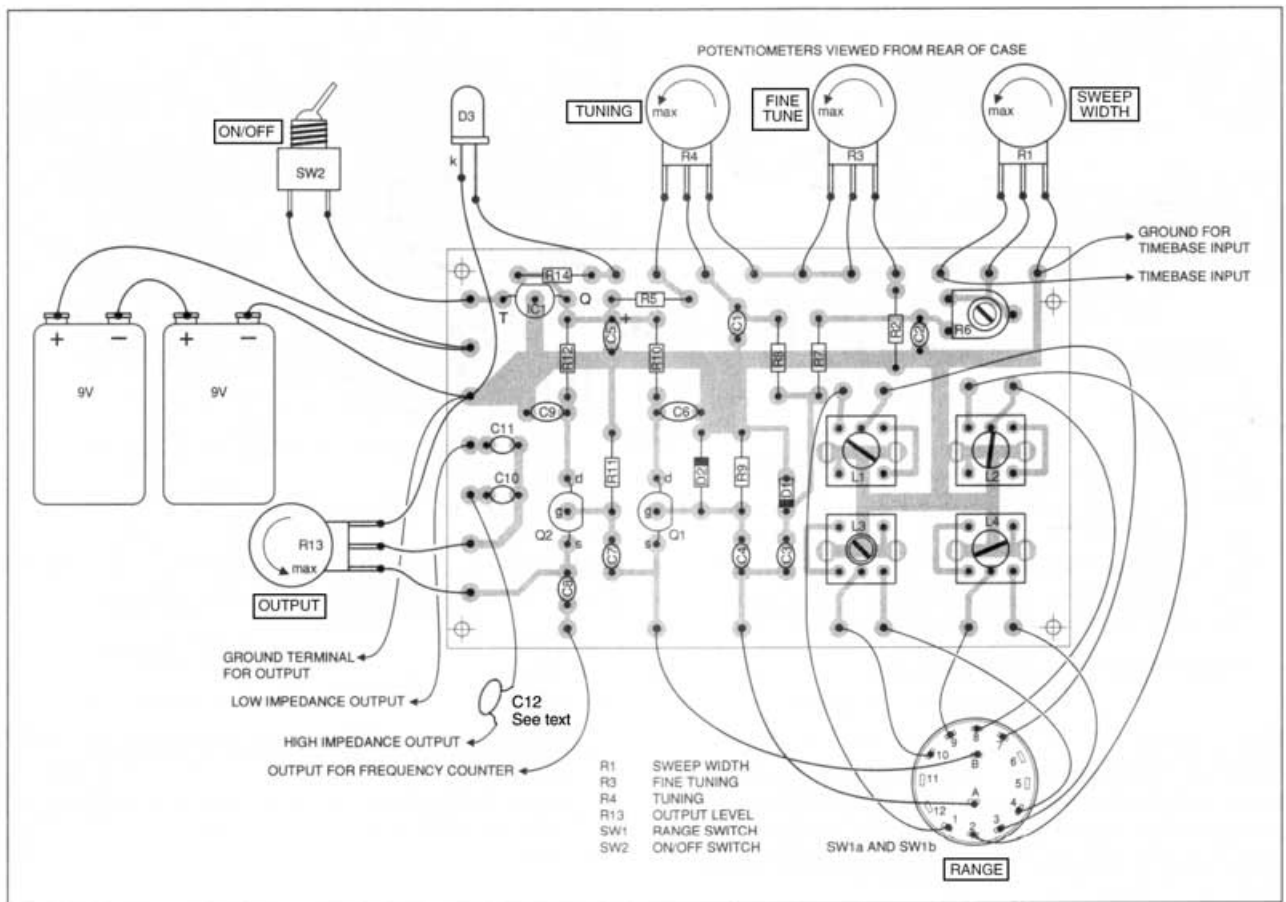 POTENTIOMETERS VIEWED FROM REAR OF CASE
ON/OFF
SW2
D3
k
TUNING
max
R4
FINE
TUNE
max
R3
SWEEP
WIDTH
max
R1
GROUND FOR
TIMEBASE INPUT
TIMEBASE INPUT
+ −
9V
+ −
9V
R14
IC1
T
Q
R5
+
C5
R12
R10
C1
R8
R7
R2
C2
R6
C9
C6
C11
C10
R11
D2
R9
D1
d
g
s
Q2
d
g
s
Q1
C7
C8
C4
C3
L1
L2
L3
L4
R13
max
OUTPUT
GROUND TERMINAL
FOR OUTPUT
LOW IMPEDANCE OUTPUT
C12
See text
HIGH IMPEDANCE OUTPUT
OUTPUT FOR FREQUENCY COUNTER
R1 SWEEP WIDTH
R3 FINE TUNING
R4 TUNING
R13 OUTPUT LEVEL
SW1 RANGE SWITCH
SW2 ON/OFF SWITCH
9 8 7
10 B 6
11 5
12 A 4
1 2 3
SW1a AND SW1b
RANGE